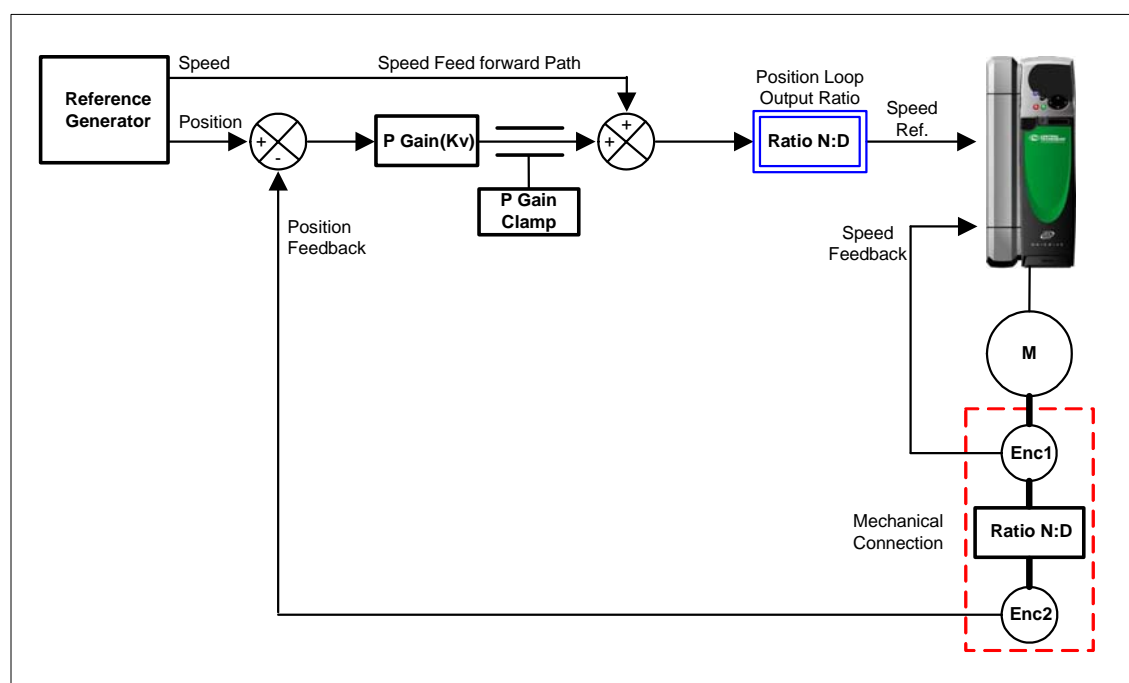 Speed
Speed Feed forward Path
Reference
Generator
Position
+
-
P Gain(Kv)
+
+
Position Loop
Output Ratio
Ratio N:D
Speed
Ref.
P Gain
Clamp
Position
Feedback
Speed
Feedback
M
Enc1
Mechanical
Connection
Ratio N:D
Enc2